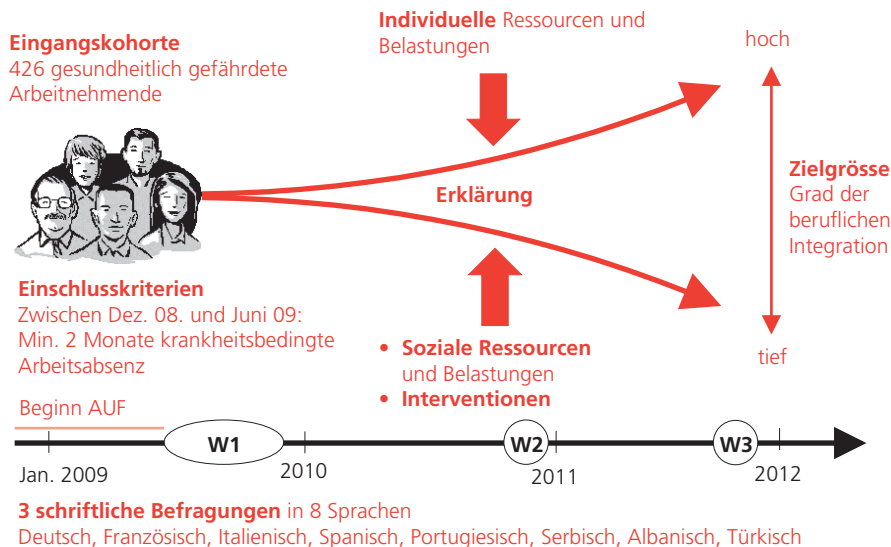 Eingangskohorte
426 gesundheitlich gefährdete
Arbeitnehmende
Individuelle Ressourcen und
Belastungen
hoch
Erklärung
Zielgrösse
Grad der
beruflichen
Integration
tief
Einschlusskriterien
Zwischen Dez. 08. und Juni 09:
Min. 2 Monate krankheitsbedingte
Arbeitsabsenz
• Soziale Ressourcen
und Belastungen
• Interventionen
Beginn AUF
W1
W2
W3
Jan. 2009
2010
2011
2012
3 schriftliche Befragungen in 8 Sprachen
Deutsch, Französisch, Italienisch, Spanisch, Portugiesisch, Serbisch, Albanisch, Türkisch